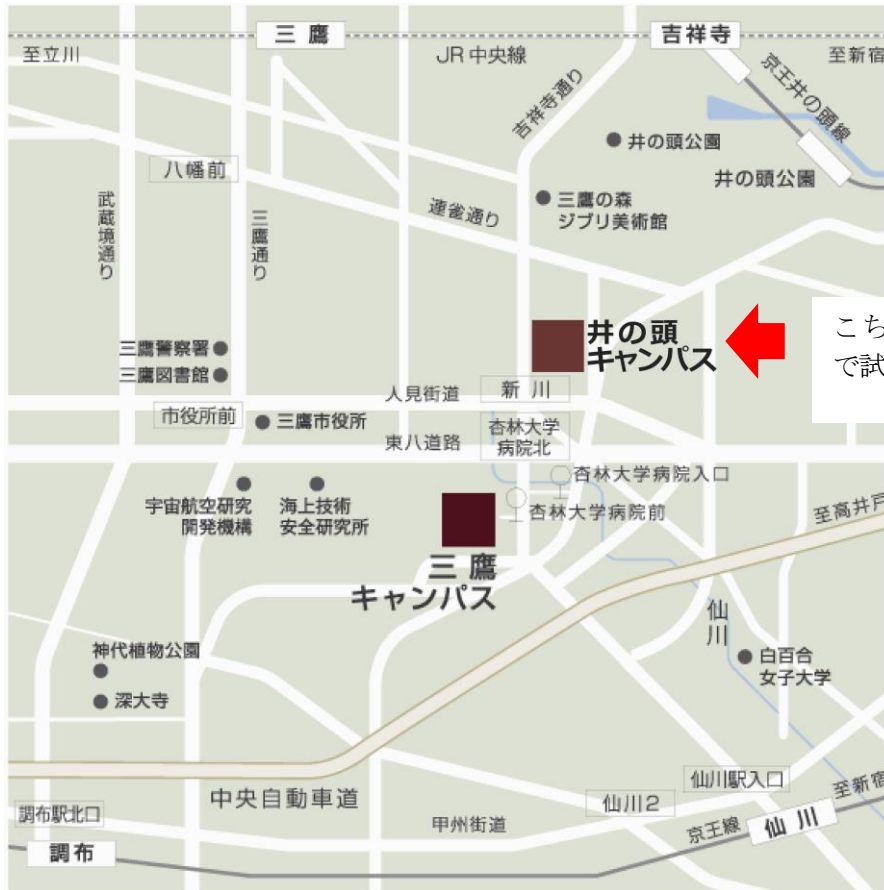 三鷹
吉祥寺
至立川
JR中央線
至新宿
吉祥寺通り
京王井の頭線
井の頭公園
井の頭公園
八幡前
三鷹の森
ジブリ美術館
連雀通り
武蔵境通り
三鷹通り
井の頭
キャンパス
こち
で試
三鷹警察署
三鷹図書館
人見街道
新川
市役所前
三鷹市役所
東八道路
杏林大学
病院北
杏林大学病院入口
宇宙航空研究
開発機構
海上技術
安全研究所
杏林大学病院前
至高井戸
三鷹
キャンパス
仙川
神代植物公園
深大寺
白百合
女子大学
中央自動車道
仙川駅入口
至新宿
仙川2
調布駅北口
甲州街道
京王線
仙川
調布